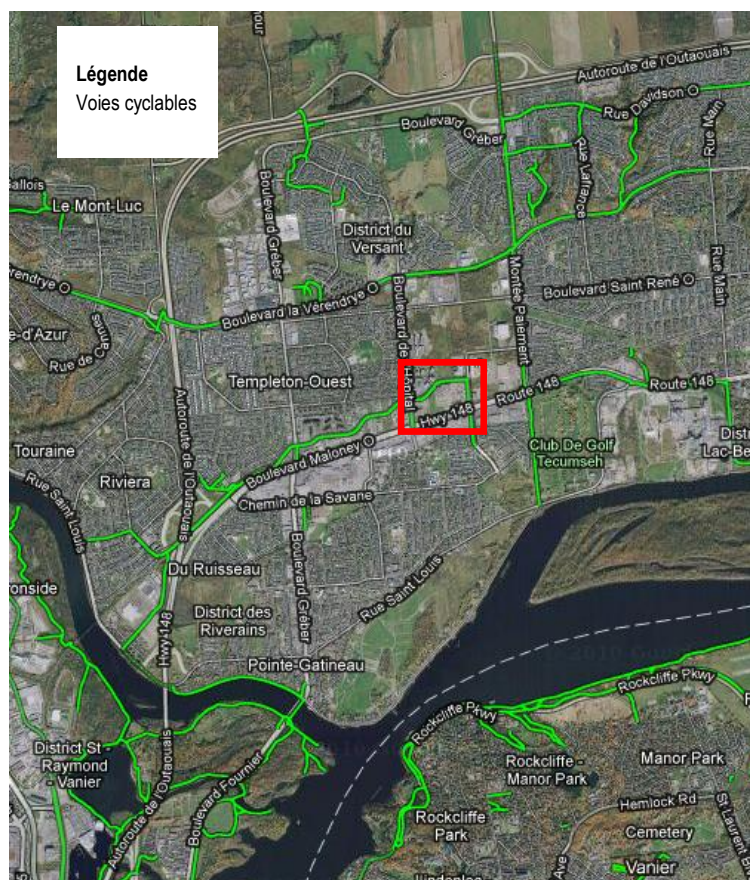 Légende
Voies cyclables
Autoroute de l'Outaouais
Rue Davidson O
Boulevard Gréber
Rue Main
Rue Lafrance
Le Mont-Luc
Boulevard Gréber
District du
Versant
Montée Paiement
Rue Main
Boulevard la Vérendrye O
Boulevard de l'Hôpital
Boulevard Saint René O
Rue de
Templeton-Ouest
Autoroute de l'Outaouais
Hwy 148
Route 148
Route 148
Boulevard Maloney O
Touraine
Riviera
Rue Saint Louis
Chemin de la Savane
Club De Golf
Tecumseh
Du Ruisseau
Boulevard Gréber
Rue Saint Louis
District des
Riverains
Hwy 148
Pointe-Gatineau
Rockcliffe Pkwy
Rockcliffe Pkwy
District St -
Raymond
- Vanier
Autoroute de l'Outaouais
Boulevard Fournier
Rockcliffe -
Manor Park
Manor Park
Rockcliffe
Park
Hemlock Rd
Cemetery
Ave
Vanier